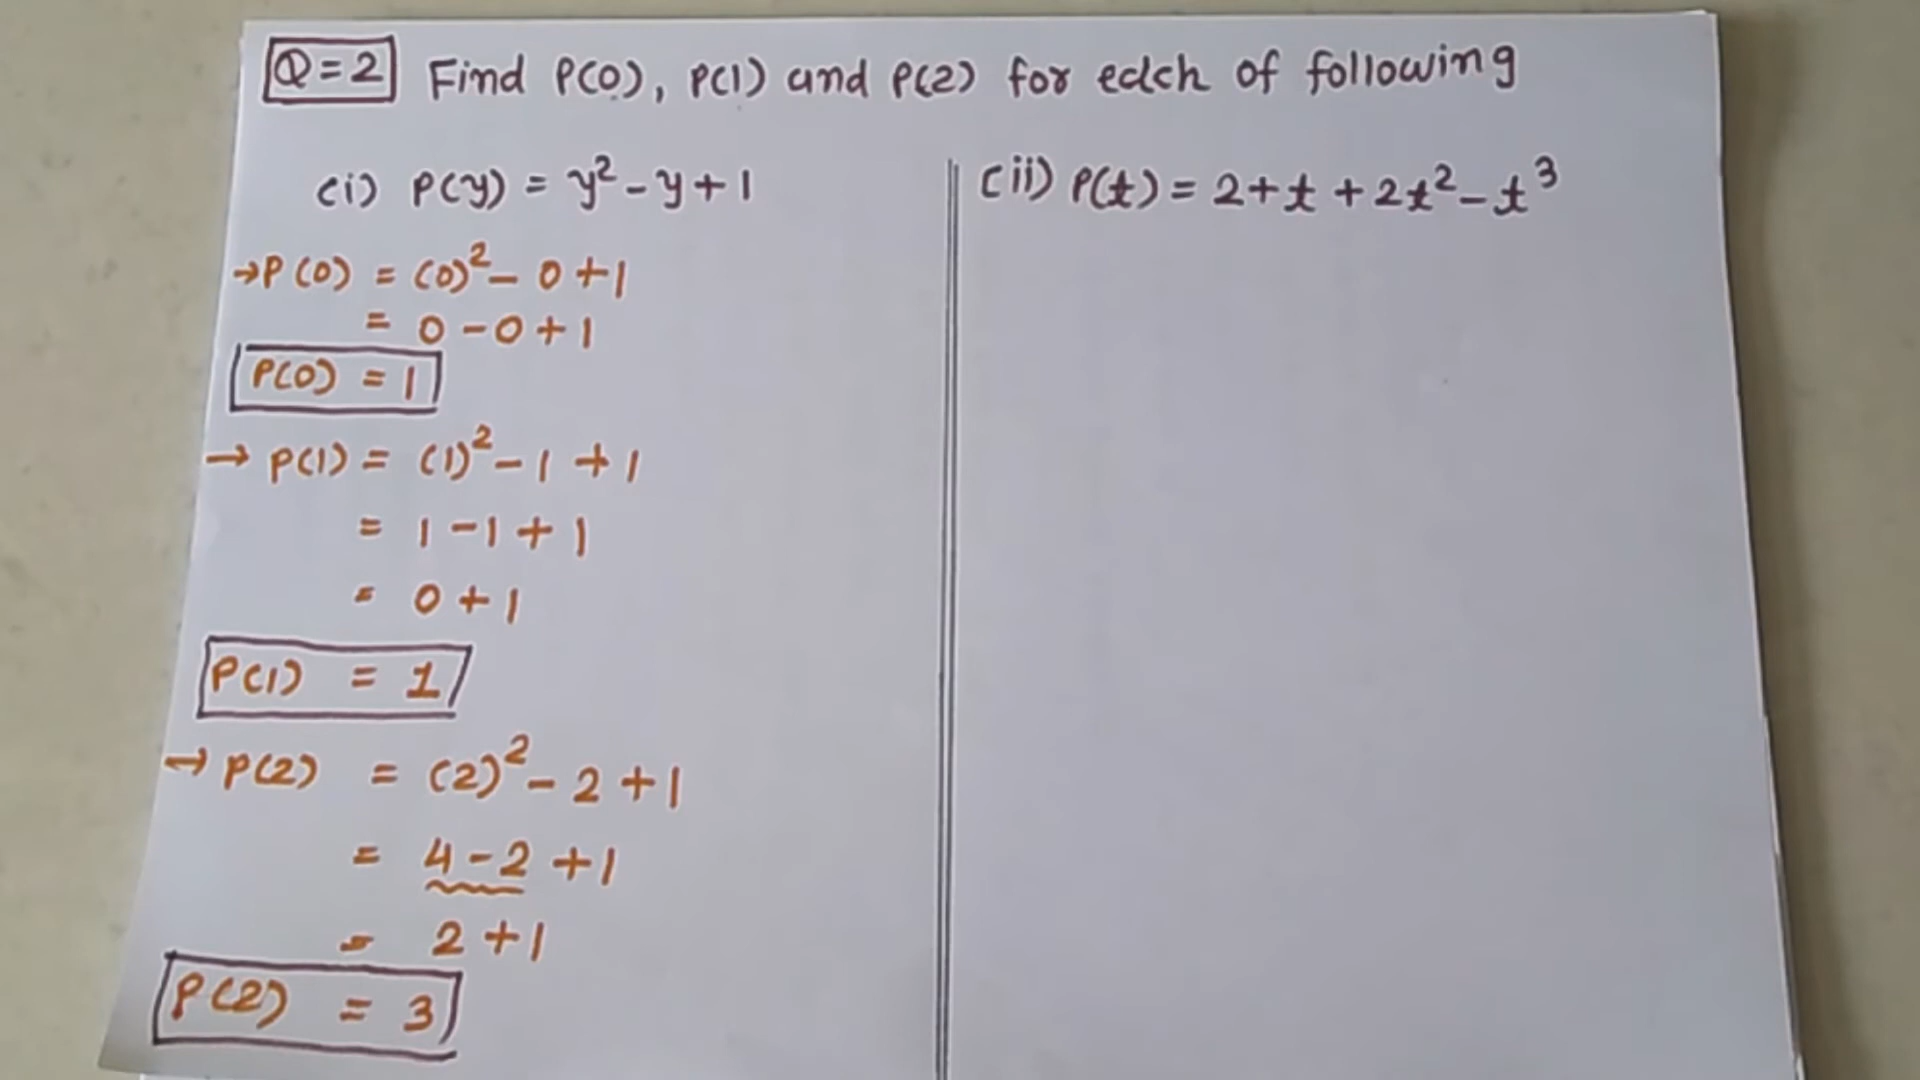 Q=2 Find P(0), P(1) and P(2) for each of following
(i) P(y) = y² - y + 1
→ P(0) = (0)² - 0 + 1
= 0 - 0 + 1
P(0) = 1
→ P(1) = (1)² - 1 + 1
= 1 - 1 + 1
= 0 + 1
P(1) = 1
→ P(2) = (2)² - 2 + 1
= 4 - 2 + 1
= 2 + 1
P(2) = 3
(ii) P(t) = 2 + t + 2t² - t³